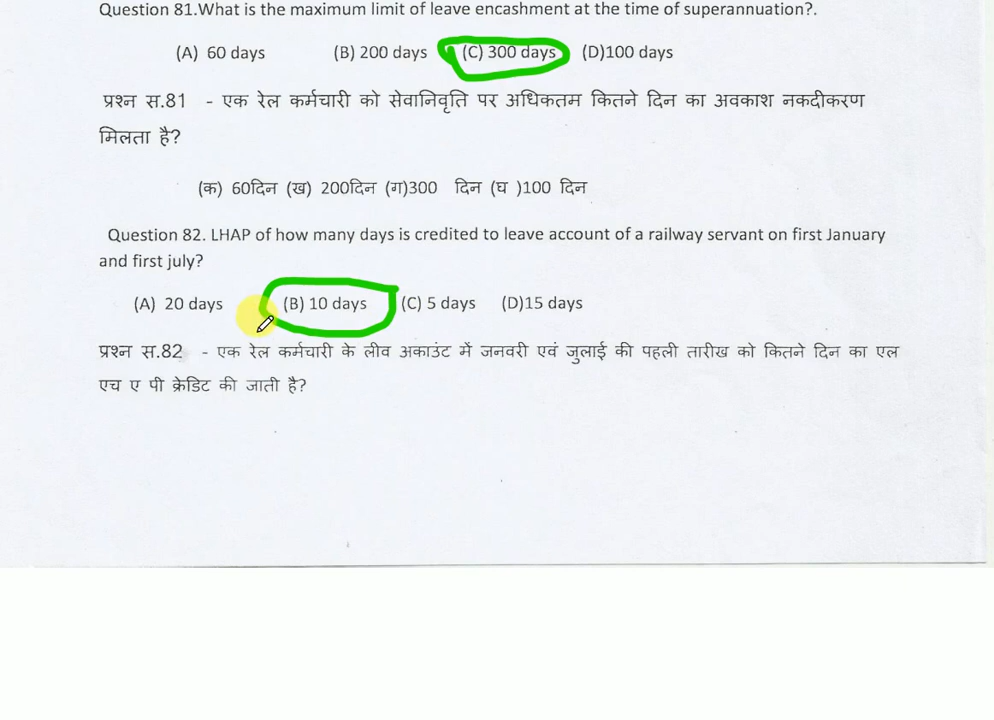 Question 81.What is the maximum limit of leave encashment at the time of superannuation?.
(A) 60 days (B) 200 days (C) 300 days (D)100 days
प्रश्न स.81 - एक रेल कर्मचारी को सेवानिवृति पर अधिकतम कितने दिन का अवकाश नकदीकरण
मिलता है?
(क) 60दिन (ख) 200दिन (ग)300 दिन (घ )100 दिन
Question 82. LHAP of how many days is credited to leave account of a railway servant on first January
and first july?
(A) 20 days (B) 10 days (C) 5 days (D)15 days
प्रश्न स.82 - एक रेल कर्मचारी के लीव अकाउंट में जनवरी एवं जुलाई की पहली तारीख को कितने दिन का एल
एच ए पी क्रेडिट की जाती है?